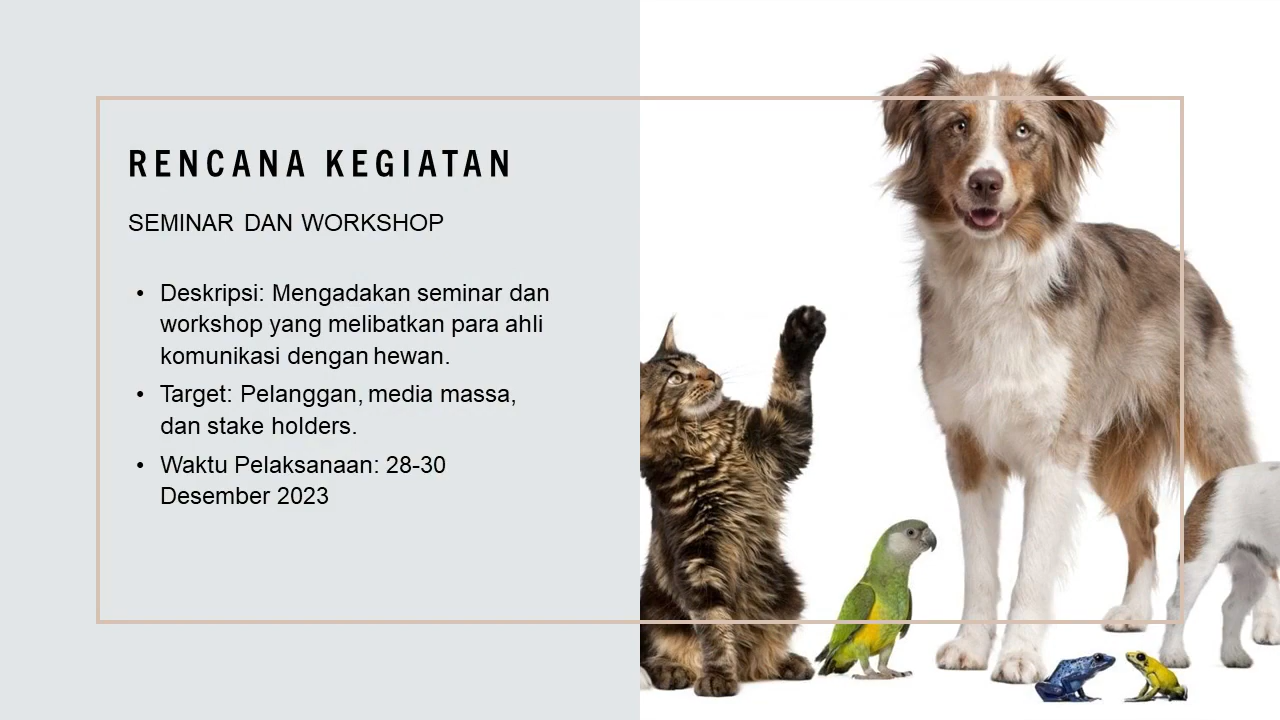 RENCANA KEGIATAN
SEMINAR DAN WORKSHOP
• Deskripsi: Mengadakan seminar dan
workshop yang melibatkan para ahli
komunikasi dengan hewan.
• Target: Pelanggan, media massa,
dan stake holders.
• Waktu Pelaksanaan: 28-30
Desember 2023